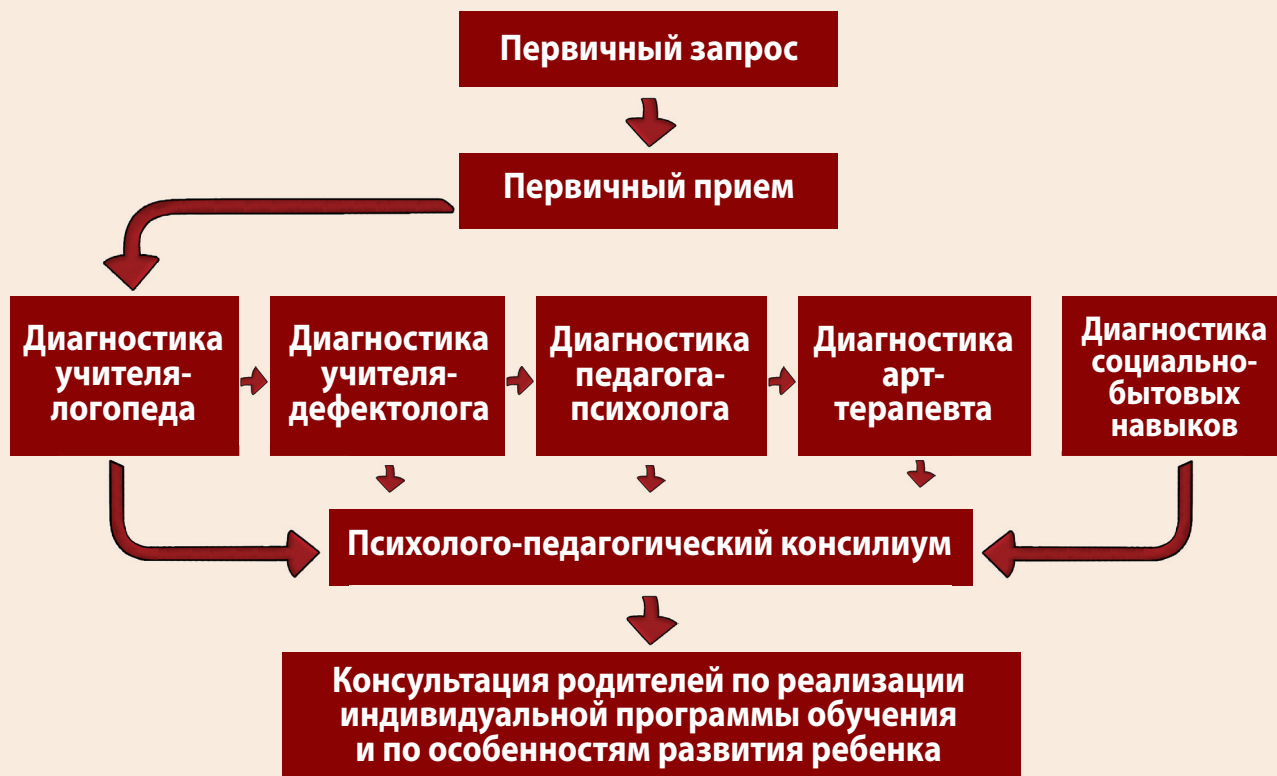 Первичный запрос
Первичный прием
Диагностика
учителя-
логопеда
Диагностика
учителя-
дефектолога
Диагностика
педагога-
психолога
Диагностика
арт-
терапевта
Диагностика
социально-
бытовых
навыков
Психолого-педагогический консилиум
Консультация родителей по реализации
индивидуальной программы обучения
и по особенностям развития ребенка